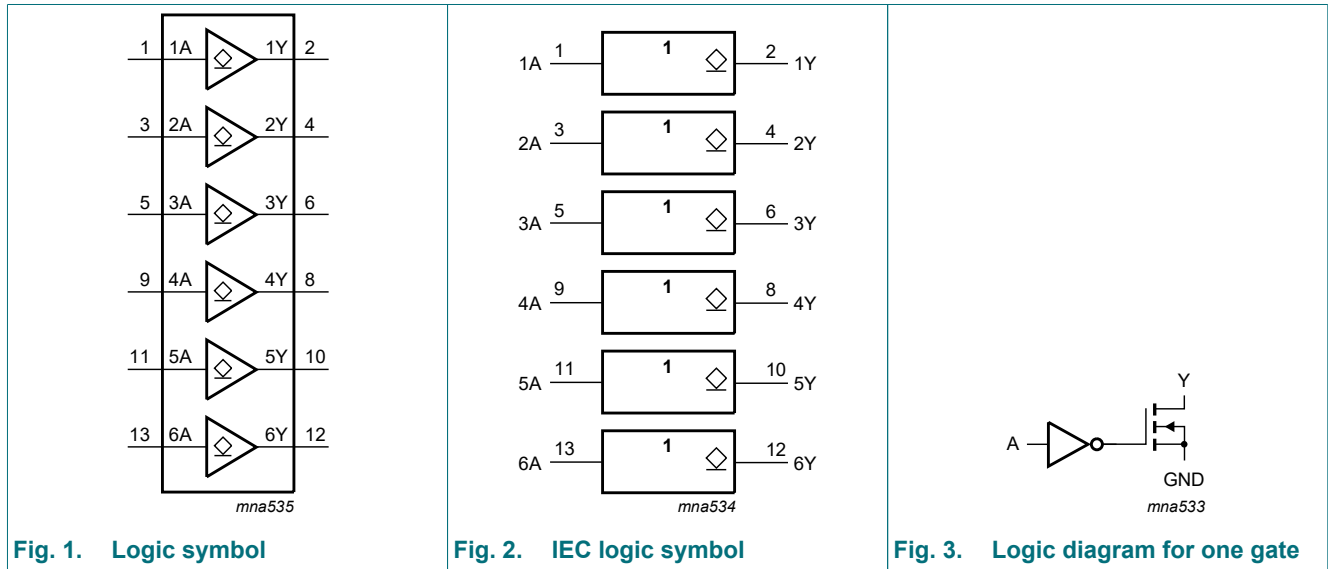 1 1A 1Y 2
3 2A 2Y 4
5 3A 3Y 6
9 4A 4Y 8
11 5A 5Y 10
13 6A 6Y 12
mna535
Fig. 1. Logic symbol
1A 1 1 2 1Y
2A 3 1 4 2Y
3A 5 1 6 3Y
4A 9 1 8 4Y
5A 11 1 10 5Y
6A 13 1 12 6Y
mna534
Fig. 2. IEC logic symbol
Y
A
GND
mna533
Fig. 3. Logic diagram for one gate